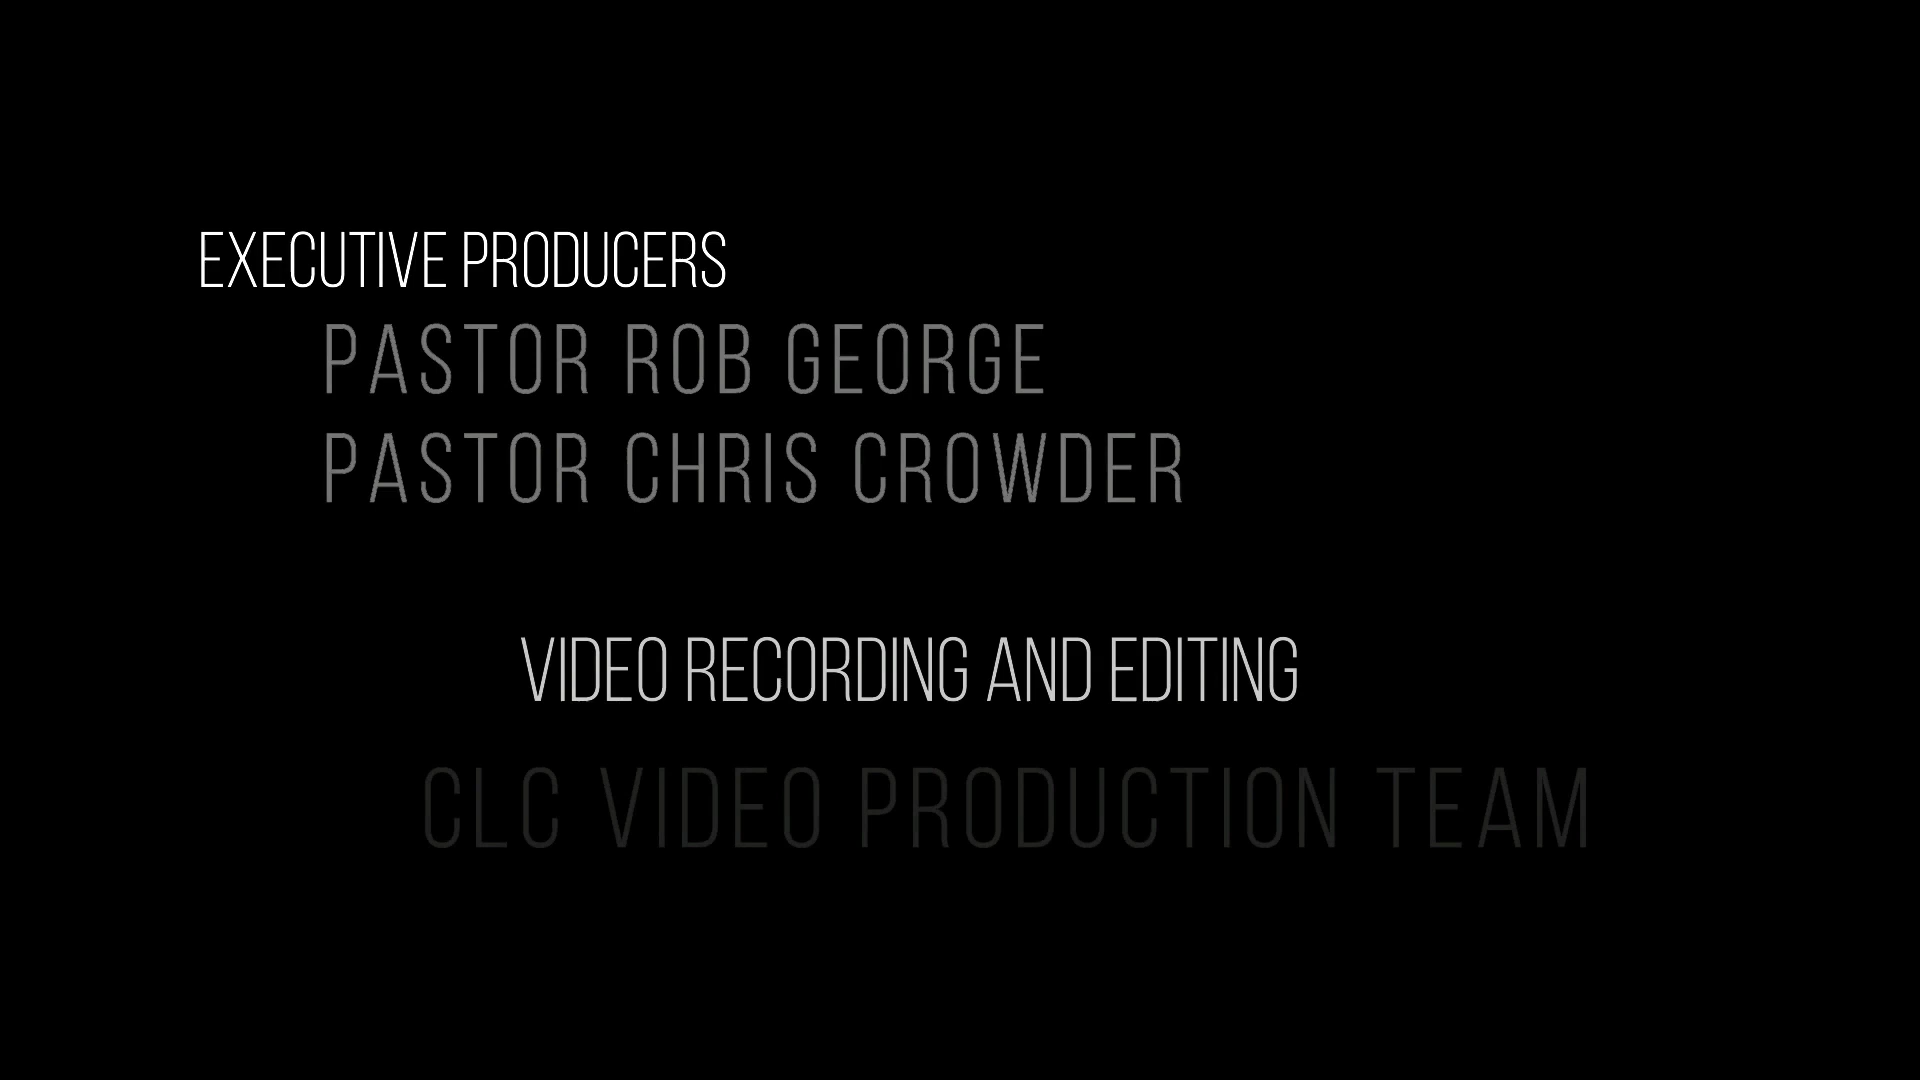 EXECUTIVE PRODUCERS
PASTOR ROB GEORGE
PASTOR CHRIS CROWDER
VIDEO RECORDING AND EDITING
CLC VIDEO PRODUCTION TEAM